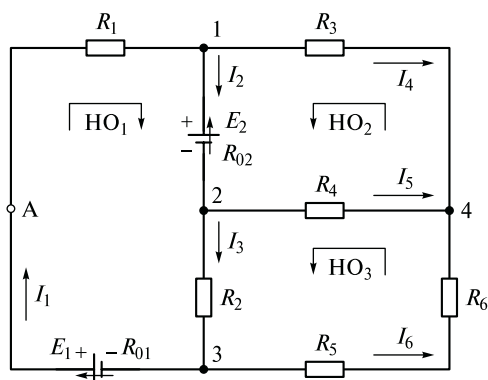 R1 1 R3
I2 I4
HO1 + E2 HO2
− R02
2 R4 I5
A 4
I3
HO3
I1 R2 R6
E1 + − R01 3 R5 I6